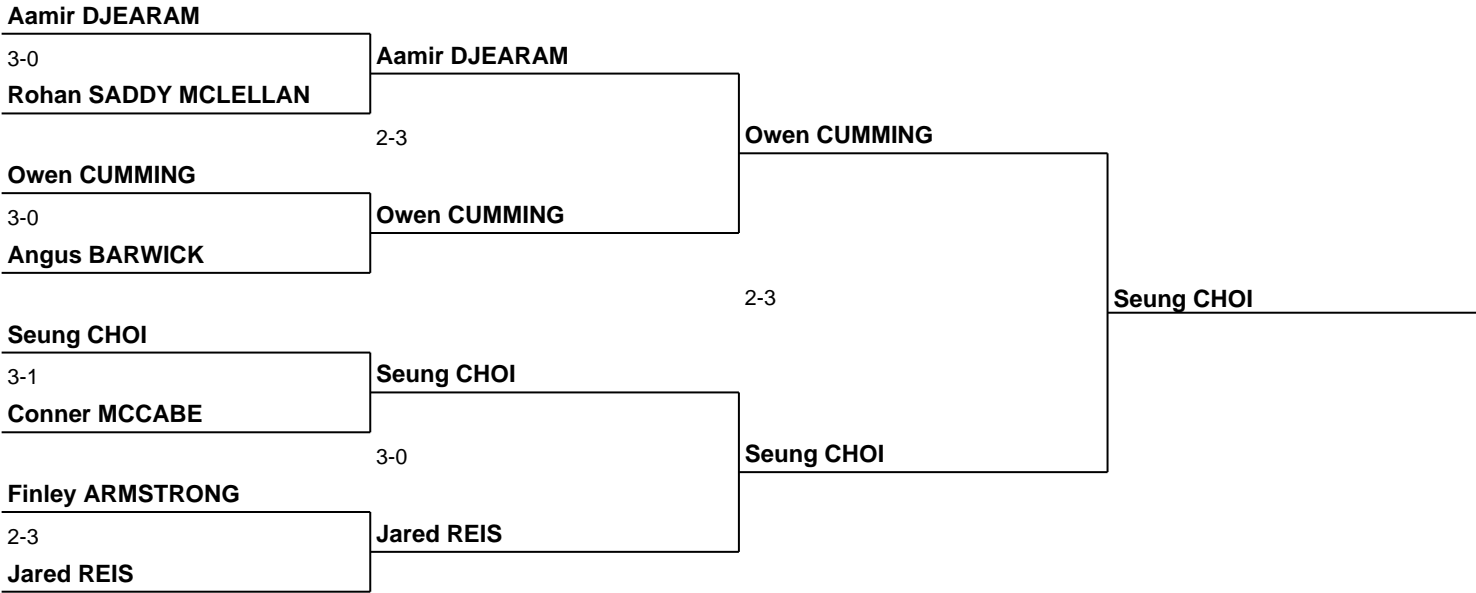 Aamir DJEARAM
3-0
Rohan SADDY MCLELLAN
Owen CUMMING
3-0
Angus BARWICK
Seung CHOI
3-1
Conner MCCABE
Finley ARMSTRONG
2-3
Jared REIS
Aamir DJEARAM
2-3
Owen CUMMING
Seung CHOI
3-0
Jared REIS
Owen CUMMING
2-3
Seung CHOI
Seung CHOI